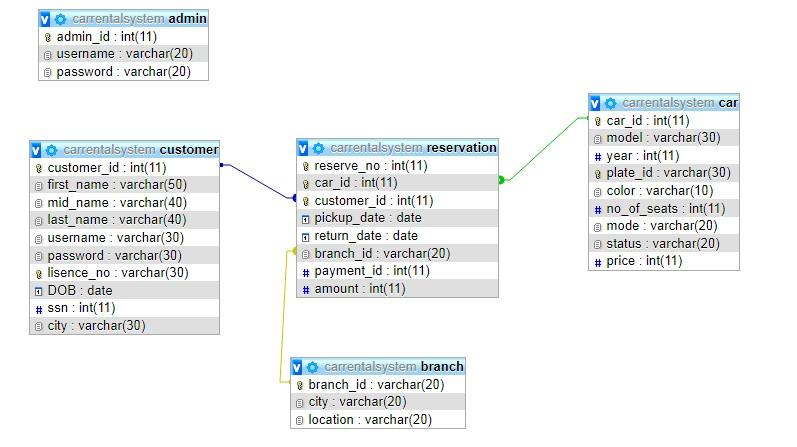 carrentalsystem admin
admin_id : int(11)
username : varchar(20)
password : varchar(20)
carrentalsystem customer
customer_id : int(11)
first_name : varchar(50)
mid_name : varchar(40)
last_name : varchar(40)
username : varchar(30)
password : varchar(30)
lisence_no : varchar(30)
DOB : date
ssn : int(11)
city : varchar(30)
carrentalsystem reservation
reserve_no : int(11)
car_id : int(11)
customer_id : int(11)
pickup_date : date
return_date : date
branch_id : varchar(20)
payment_id : int(11)
amount : int(11)
carrentalsystem car
car_id : int(11)
model : varchar(30)
year : int(11)
plate_id : varchar(30)
color : varchar(10)
no_of_seats : int(11)
mode : varchar(20)
status : varchar(20)
price : int(11)
carrentalsystem branch
branch_id : varchar(20)
city : varchar(20)
location : varchar(20)